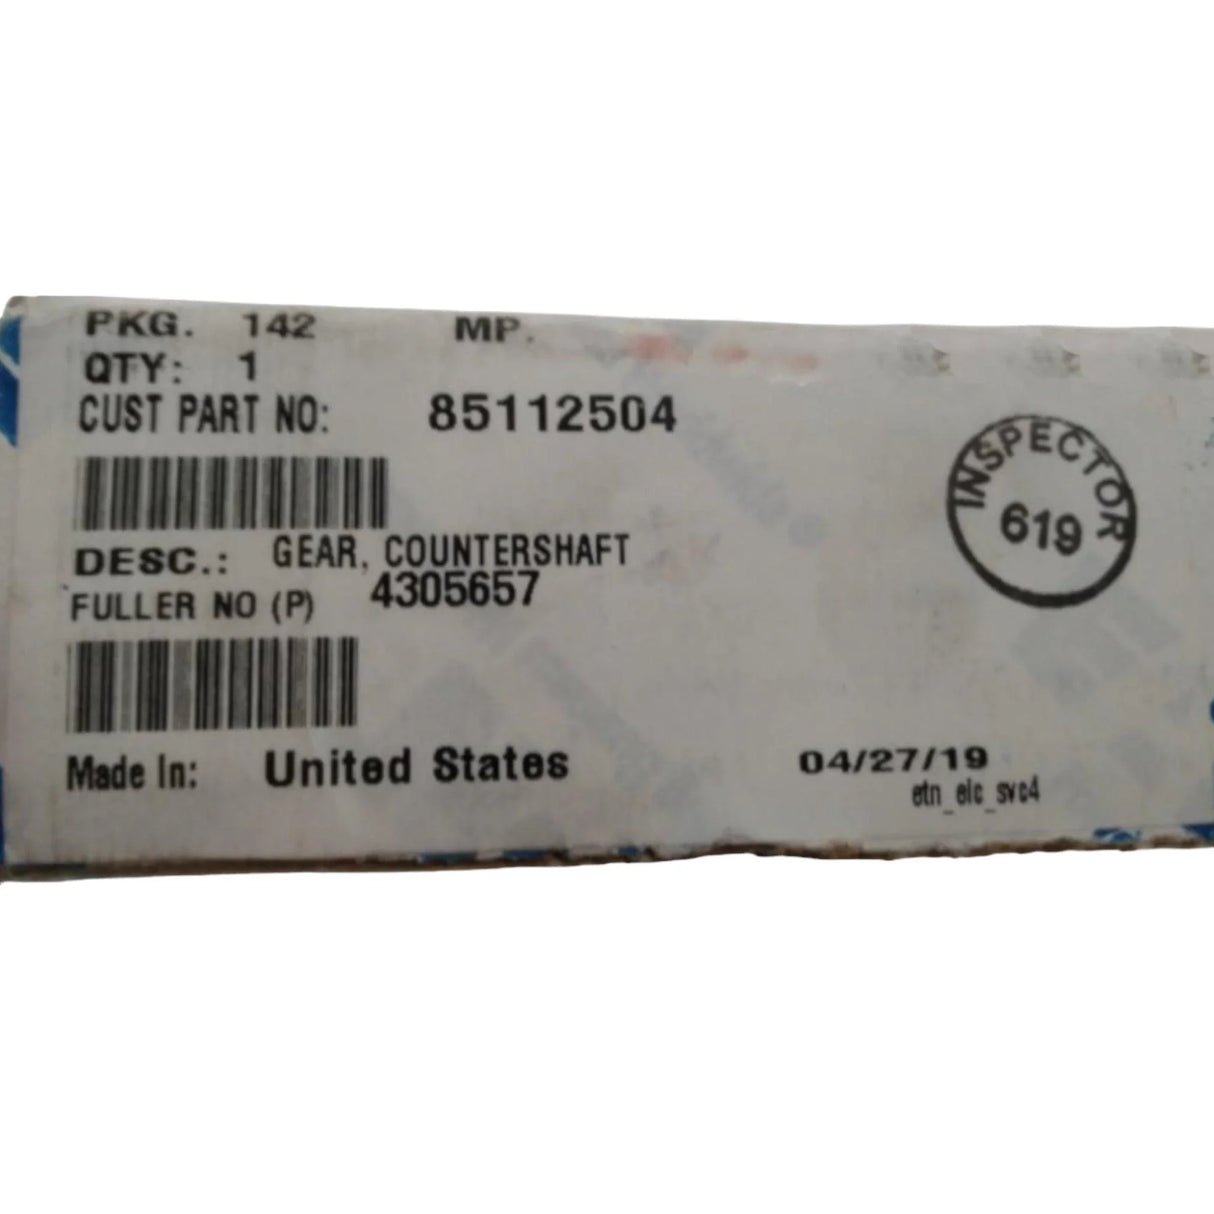 PKG. 142 MP.
QTY: 1
CUST PART NO: 85112504
DESC.: GEAR, COUNTERSHAFT
FULLER NO (P) 4305657
Made In: United States
04/27/19
etn_eic_svc4
INSPECTOR
619